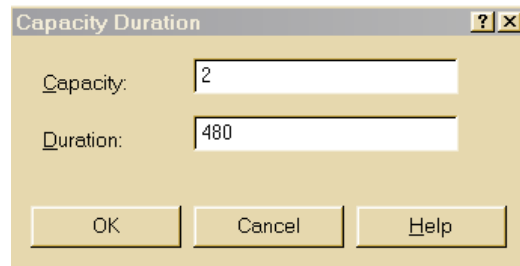 Capacity Duration ? ×
Capacity: 2
Duration: 480
OK Cancel Help